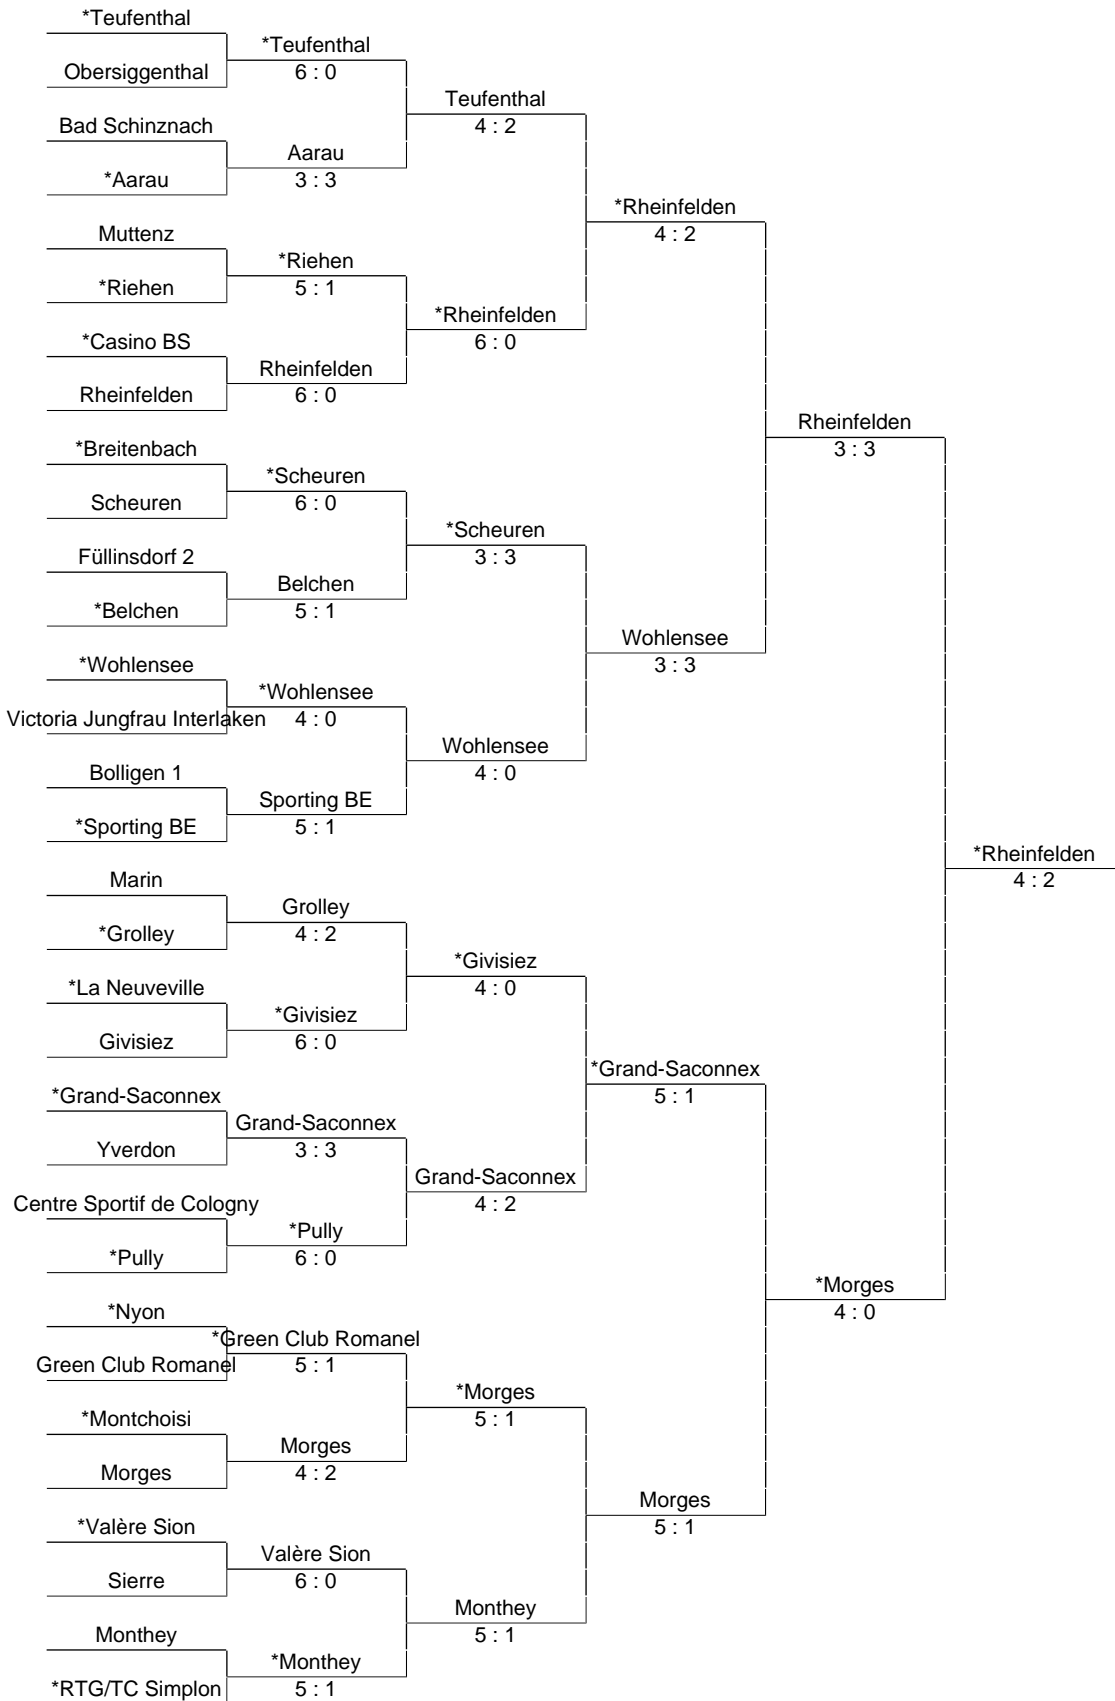 *Teufenthal
Obersiggenthal
Bad Schinznach
*Aarau
Muttenz
*Riehen
*Casino BS
Rheinfelden
*Breitenbach
Scheuren
Füllinsdorf 2
*Belchen
*Wohlensee
Victoria Jungfrau Interlaken
Bolligen 1
*Sporting BE
Marin
*Grolley
*La Neuveville
Givisiez
*Grand-Saconnex
Yverdon
Centre Sportif de Cologny
*Pully
*Nyon
Green Club Romanel
*Montchoisi
Morges
*Valère Sion
Sierre
Monthey
*RTG/TC Simplon
*Teufenthal
6 : 0
Aarau
3 : 3
*Riehen
5 : 1
Rheinfelden
6 : 0
*Scheuren
6 : 0
Belchen
5 : 1
*Wohlensee
4 : 0
Sporting BE
5 : 1
Grolley
4 : 2
*Givisiez
6 : 0
Grand-Saconnex
3 : 3
*Pully
6 : 0
*Green Club Romanel
5 : 1
Morges
4 : 2
Valère Sion
6 : 0
*Monthey
5 : 1
Teufenthal
4 : 2
*Rheinfelden
6 : 0
*Scheuren
3 : 3
Wohlensee
4 : 0
*Givisiez
4 : 0
Grand-Saconnex
4 : 2
*Morges
5 : 1
Monthey
5 : 1
*Rheinfelden
4 : 2
Wohlensee
3 : 3
*Grand-Saconnex
5 : 1
Morges
5 : 1
Rheinfelden
3 : 3
*Morges
4 : 0
*Rheinfelden
4 : 2